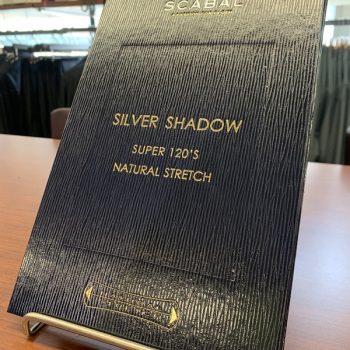 SCABAL
SILVER SHADOW
SUPER 120'S
NATURAL STRETCH